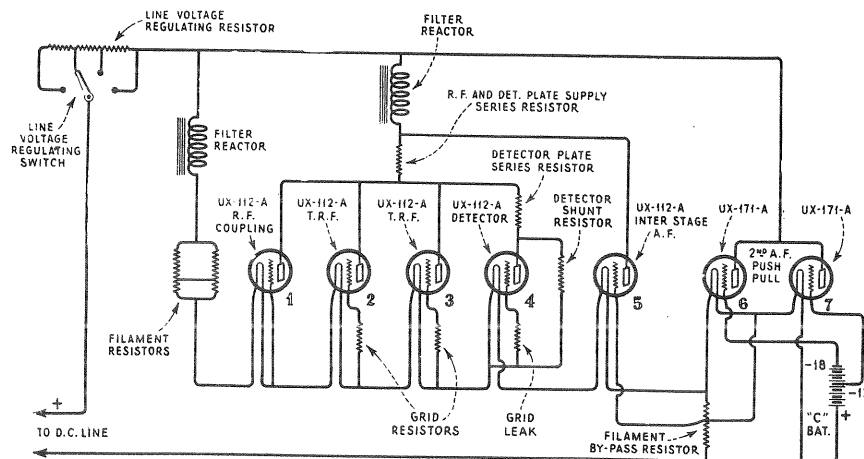 LINE VOLTAGE
REGULATING RESISTOR
LINE
VOLTAGE
REGULATING
SWITCH
FILTER
REACTOR
FILTER
REACTOR
R.F. AND DET. PLATE SUPPLY
SERIES RESISTOR
DETECTOR PLATE
SERIES RESISTOR
DETECTOR
SHUNT
RESISTOR
UX-112-A
R.F.
COUPLING
UX-112-A
T.R.F.
UX-112-A
T.R.F.
UX-112-A
DETECTOR
UX-112-A
INTER STAGE
A.F.
UX-171-A
UX-171-A
2ND A.F.
PUSH
PULL
1
2
3
4
5
6
7
FILAMENT
RESISTORS
GRID
RESISTORS
GRID
LEAK
FILAMENT
BY-PASS RESISTOR
-18
+
"C"
BAT.
+
TO D.C. LINE